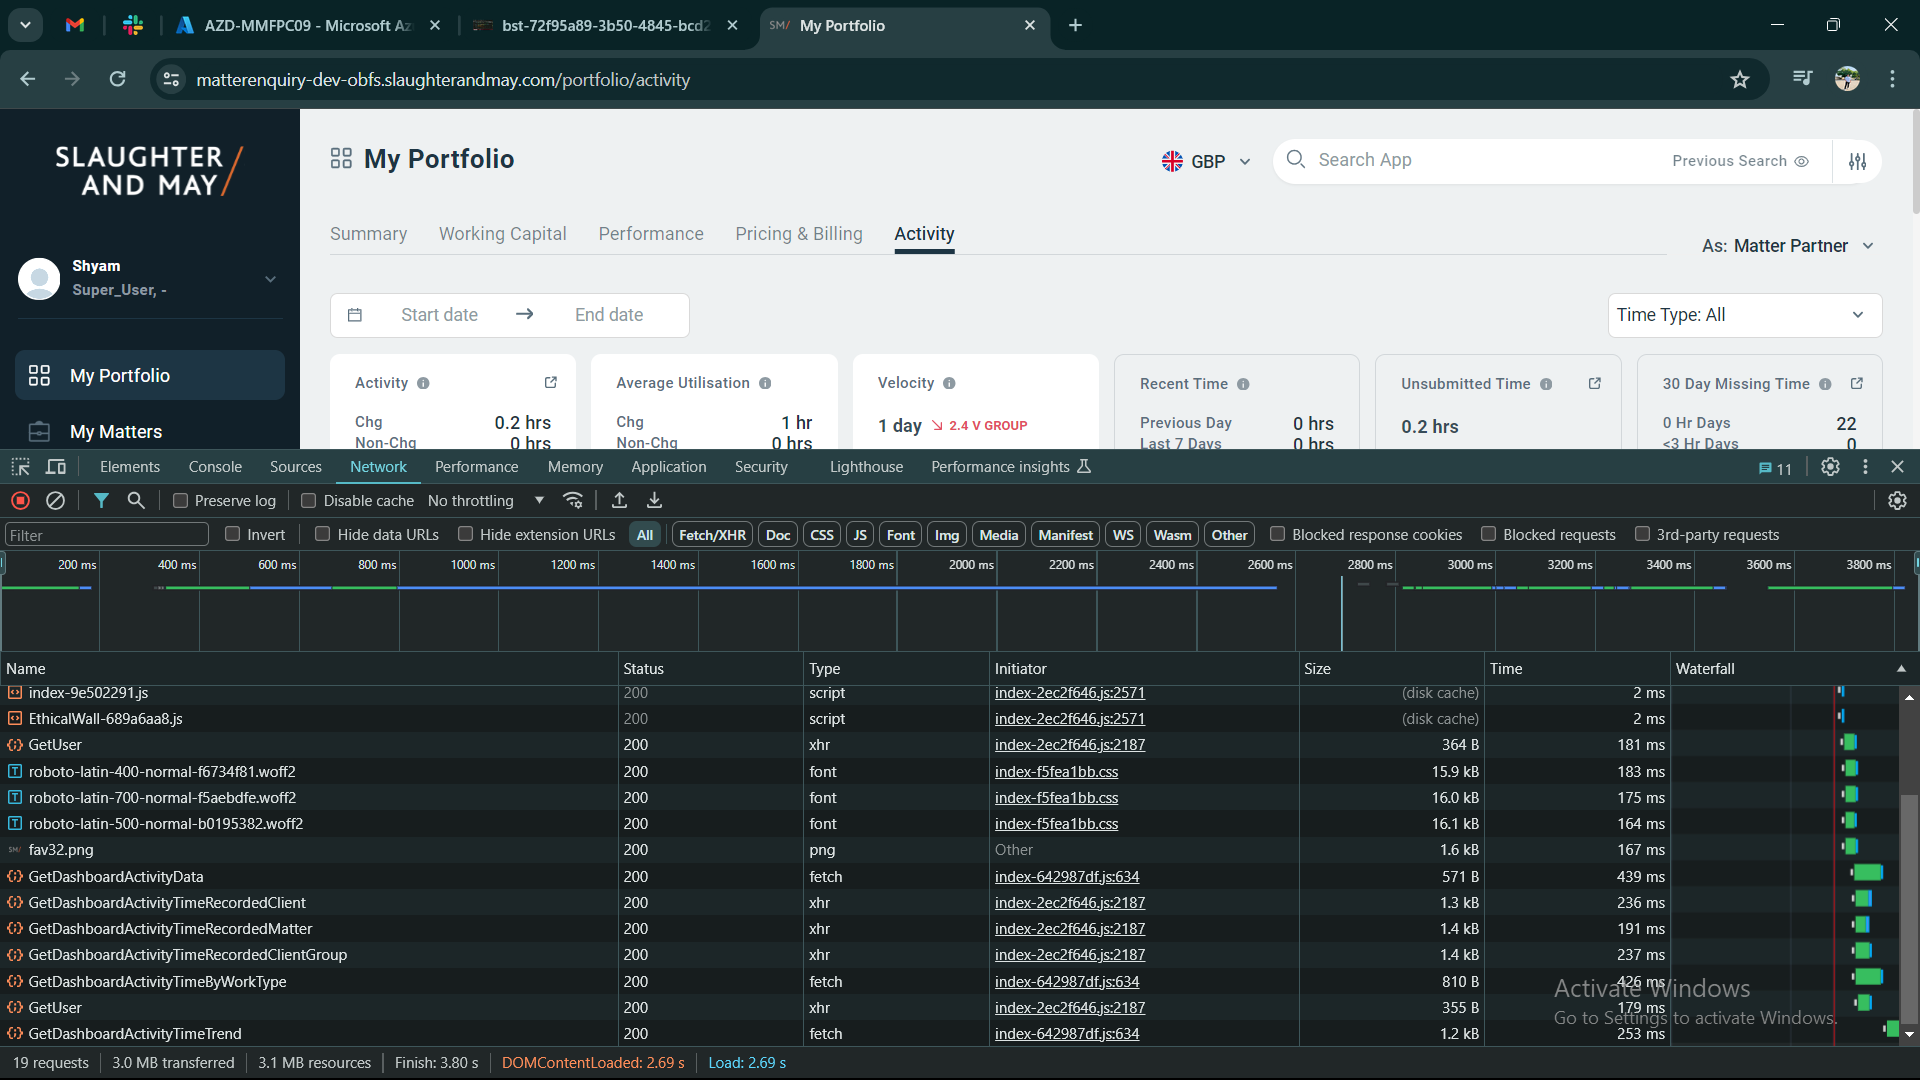 AZD-MMFPC09 - Microsoft Az
bst-72f95a89-3b50-4845-bcd2
SM/ My Portfolio
matterenquiry-dev-obfs.slaughterandmay.com/portfolio/activity
SLAUGHTER
AND MAY
Shyam
Super_User, -
My Portfolio
My Matters
My Portfolio
GBP
Search App
Previous Search
Summary
Working Capital
Performance
Pricing & Billing
Activity
As: Matter Partner
Start date
End date
Time Type: All
Activity
Chg 0.2 hrs
Non-Chg 0 hrs
Average Utilisation
Chg 1 hr
Non-Chg 0 hrs
Velocity
1 day 2.4 V GROUP
Recent Time
Previous Day 0 hrs
Last 7 Days 0 hrs
Unsubmitted Time
0.2 hrs
30 Day Missing Time
0 Hr Days 22
<3 Hr Days 0
Elements Console Sources Network Performance Memory Application Security Lighthouse Performance insights 11
Preserve log Disable cache No throttling
Filter Invert Hide data URLs Hide extension URLs All Fetch/XHR Doc CSS JS Font Img Media Manifest WS Wasm Other Blocked response cookies Blocked requests 3rd-party requests
200 ms 400 ms 600 ms 800 ms 1000 ms 1200 ms 1400 ms 1600 ms 1800 ms 2000 ms 2200 ms 2400 ms 2600 ms 2800 ms 3000 ms 3200 ms 3400 ms 3600 ms 3800 ms
Name Status Type Initiator Size Time Waterfall
index-9e502291.js 200 script index-2ec2f646.js:2571 (disk cache) 2 ms
EthicalWall-689a6aa8.js 200 script index-2ec2f646.js:2571 (disk cache) 2 ms
GetUser 200 xhr index-2ec2f646.js:2187 364 B 181 ms
roboto-latin-400-normal-f6734f81.woff2 200 font index-f5fea1bb.css 15.9 kB 183 ms
roboto-latin-700-normal-f5aebdfe.woff2 200 font index-f5fea1bb.css 16.0 kB 175 ms
roboto-latin-500-normal-b0195382.woff2 200 font index-f5fea1bb.css 16.1 kB 164 ms
SM/ fav32.png 200 png Other 1.6 kB 167 ms
GetDashboardActivityData 200 fetch index-642987df.js:634 571 B 439 ms
GetDashboardActivityTimeRecordedClient 200 xhr index-2ec2f646.js:2187 1.3 kB 236 ms
GetDashboardActivityTimeRecordedMatter 200 xhr index-2ec2f646.js:2187 1.4 kB 191 ms
GetDashboardActivityTimeRecordedClientGroup 200 xhr index-2ec2f646.js:2187 1.4 kB 237 ms
GetDashboardActivityTimeByWorkType 200 fetch index-642987df.js:634 810 B 426 ms
GetUser 200 xhr index-2ec2f646.js:2187 355 B 179 ms
GetDashboardActivityTimeTrend 200 fetch index-642987df.js:634 1.2 kB 253 ms
Activate Windows
Go to Settings to activate Windows.
19 requests 3.0 MB transferred 3.1 MB resources Finish: 3.80 s DOMContentLoaded: 2.69 s Load: 2.69 s